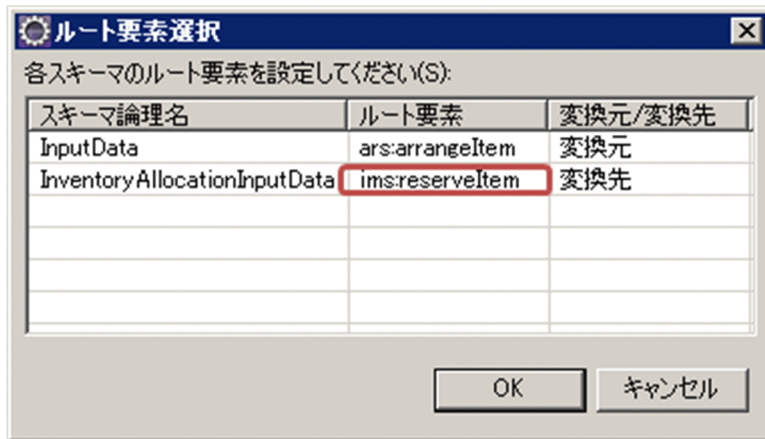 ルート要素選択
各スキーマのルート要素を設定してください(S):
スキーマ論理名 ルート要素 変換元/変換先
InputData ars:arrangeItem 変換元
InventoryAllocationInputData ims:reserveItem 変換先
OK キャンセル